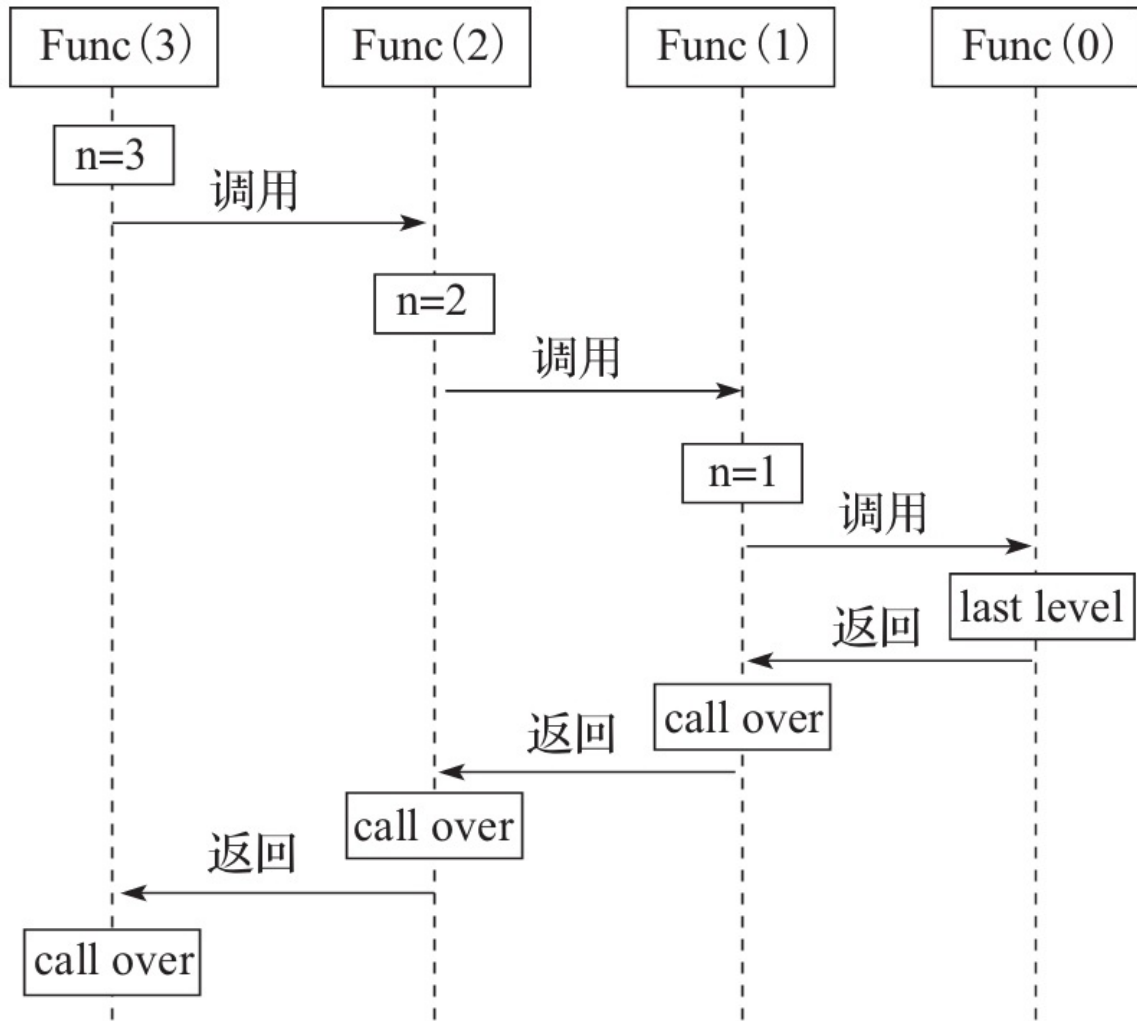 Func(3) Func(2) Func(1) Func(0)
n=3
调用
n=2
调用
n=1
调用
last level
返回
call over
返回
call over
返回
call over